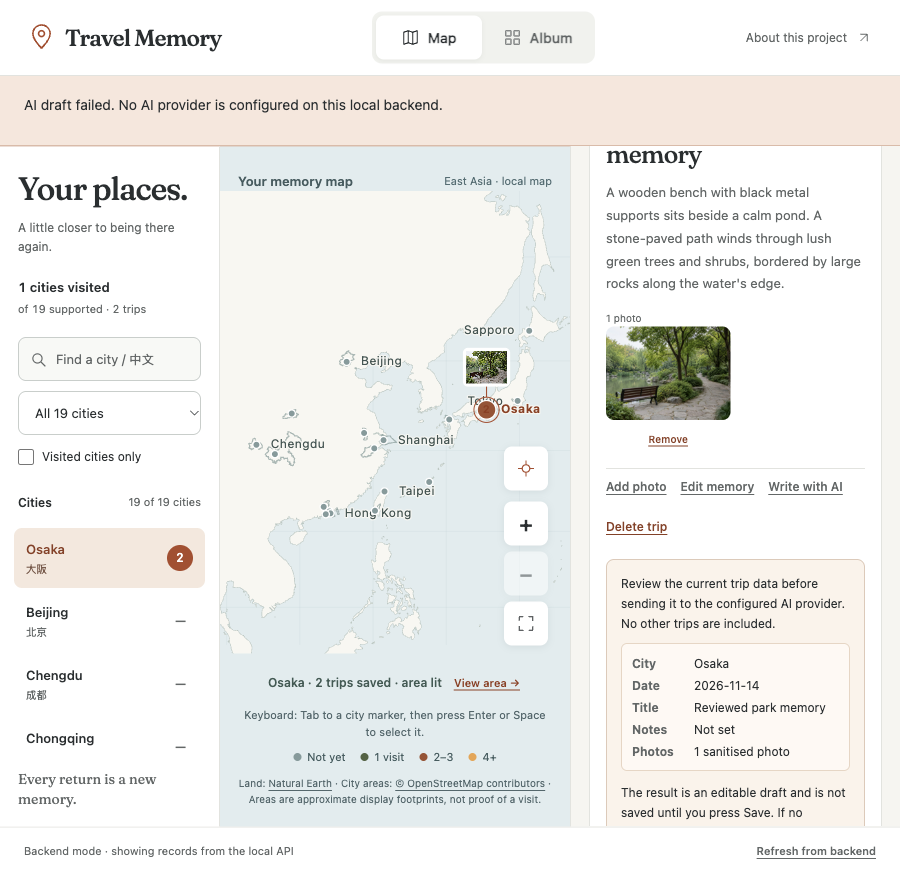 Travel Memory
Map
Album
About this project
AI draft failed. No AI provider is configured on this local backend.
Your places.
A little closer to being there
again.
1 cities visited
of 19 supported · 2 trips
Find a city / 中文
All 19 cities
Visited cities only
Cities
19 of 19 cities
Osaka
大阪
2
Beijing
北京
—
Chengdu
成都
—
Chongqing
—
Every return is a new
memory.
Your memory map
East Asia · local map
Sapporo
Beijing
Tokyo
2
Osaka
Chengdu
Shanghai
Taipei
Hong Kong
+
−
Osaka · 2 trips saved · area lit
View area →
Keyboard: Tab to a city marker, then press Enter or Space
to select it.
Not yet
1 visit
2–3
4+
Land: Natural Earth · City areas: © OpenStreetMap contributors ·
Areas are approximate display footprints, not proof of a visit.
memory
A wooden bench with black metal
supports sits beside a calm pond. A
stone-paved path winds through lush
green trees and shrubs, bordered by large
rocks along the water's edge.
1 photo
Remove
Add photo
Edit memory
Write with AI
Delete trip
Review the current trip data before
sending it to the configured AI provider.
No other trips are included.
City Osaka
Date 2026-11-14
Title Reviewed park memory
Notes Not set
Photos 1 sanitised photo
The result is an editable draft and is not
saved until you press Save. If no
Backend mode · showing records from the local API
Refresh from backend